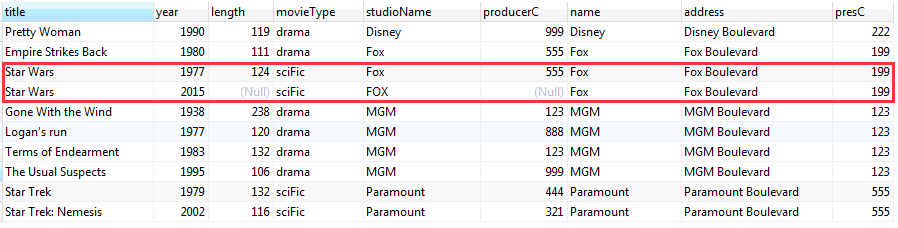 title year length movieType studioName producerC name address presC
Pretty Woman 1990 119 drama Disney 999 Disney Disney Boulevard 222
Empire Strikes Back 1980 111 drama Fox 555 Fox Fox Boulevard 199
Star Wars 1977 124 sciFic Fox 555 Fox Fox Boulevard 199
Star Wars 2015 (Null) sciFic FOX (Null) Fox Fox Boulevard 199
Gone With the Wind 1938 238 drama MGM 123 MGM MGM Boulevard 123
Logan's run 1977 120 drama MGM 888 MGM MGM Boulevard 123
Terms of Endearment 1983 132 drama MGM 123 MGM MGM Boulevard 123
The Usual Suspects 1995 106 drama MGM 999 MGM MGM Boulevard 123
Star Trek 1979 132 sciFic Paramount 444 Paramount Paramount Boulevard 555
Star Trek: Nemesis 2002 116 sciFic Paramount 321 Paramount Paramount Boulevard 555